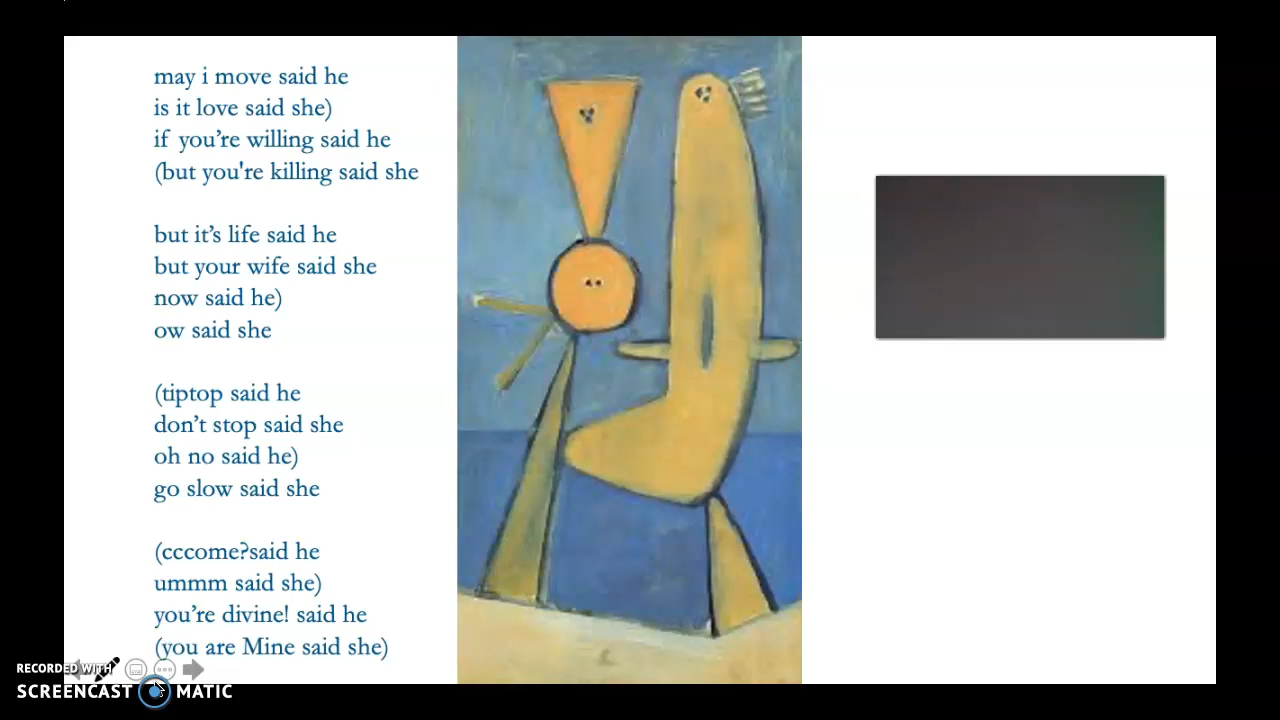 may i move said he
is it love said she)
if you’re willing said he
(but you're killing said she

but it’s life said he
but your wife said she
now said he)
ow said she

(tiptop said he
don’t stop said she
oh no said he)
go slow said she

(cccome?said he
ummm said she)
you’re divine! said he
(you are Mine said she)
RECORDED WITH
SCREENCAST MATIC